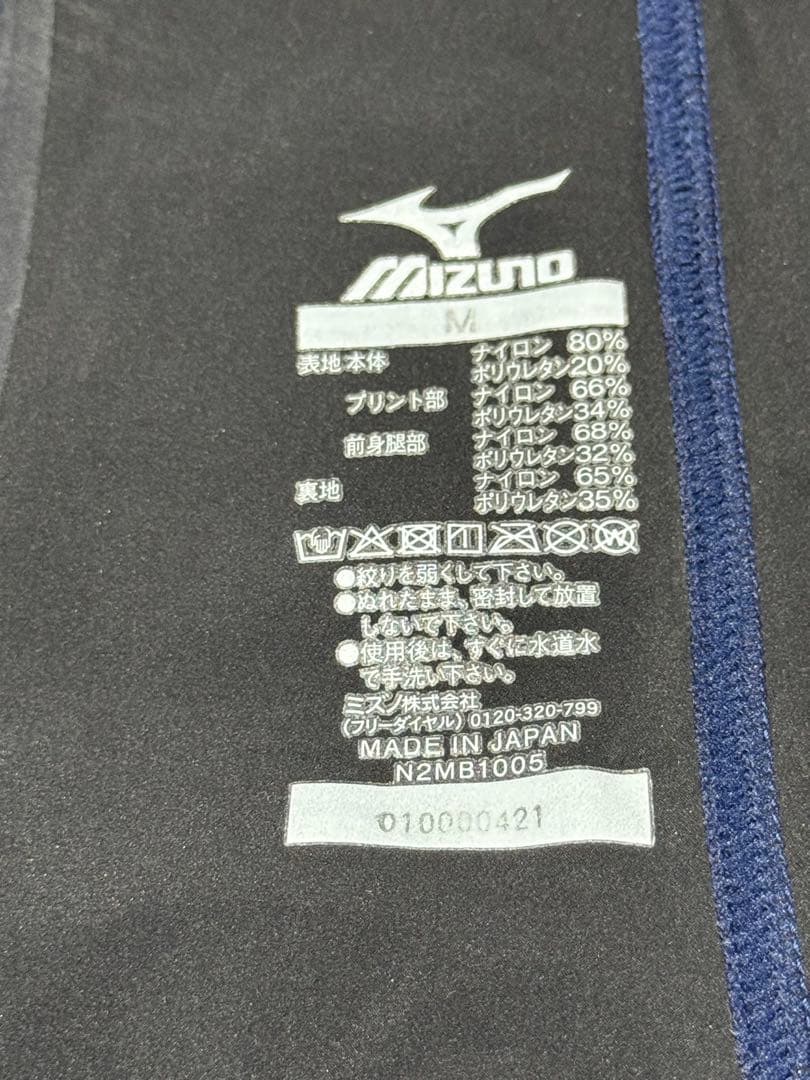 MIZUNO
M
表地 本体 ナイロン 80%
ポリウレタン20%
プリント部 ナイロン 66%
ポリウレタン34%
前身腿部 ナイロン 68%
ポリウレタン32%
裏地 ナイロン 65%
ポリウレタン35%
●絞りを弱くして下さい。
●ぬれたまま、密封して放置
しないで下さい。
●使用後は、すぐに水道水
で手洗い下さい。
ミズノ株式会社
(フリーダイヤル) 0120-320-799
MADE IN JAPAN
N2MB1005
010000421